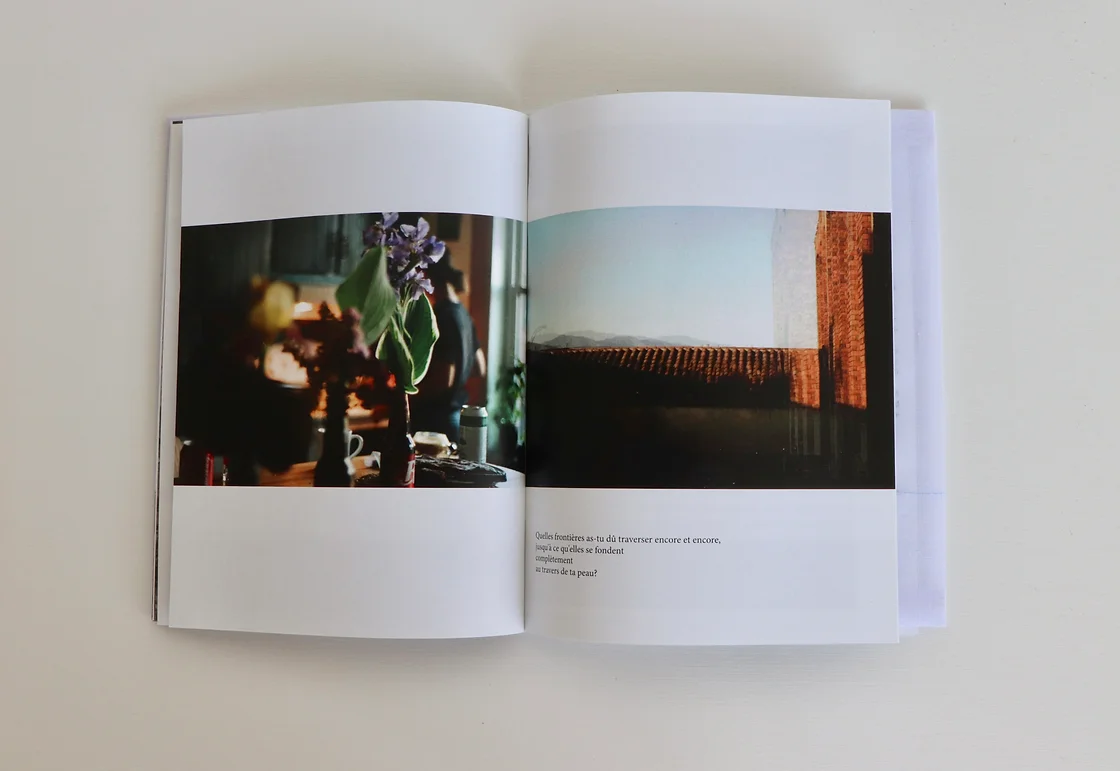 Quelles frontières as-tu dû traverser encore et encore,
jusqu'à ce qu'elles se fondent
complètement
au travers de ta peau?